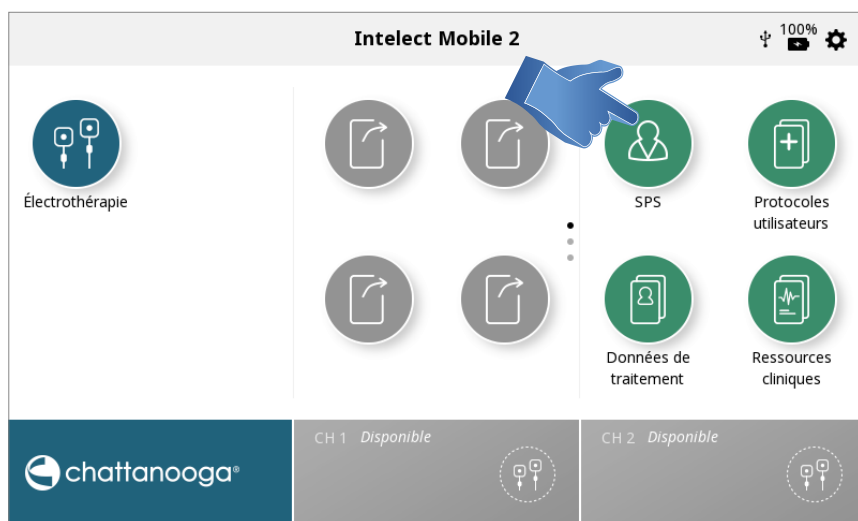 Intelect Mobile 2
100%
Électrothérapie
SPS
Protocoles
utilisateurs
Données de
traitement
Ressources
cliniques
chattanooga®
CH 1 Disponible
CH 2 Disponible